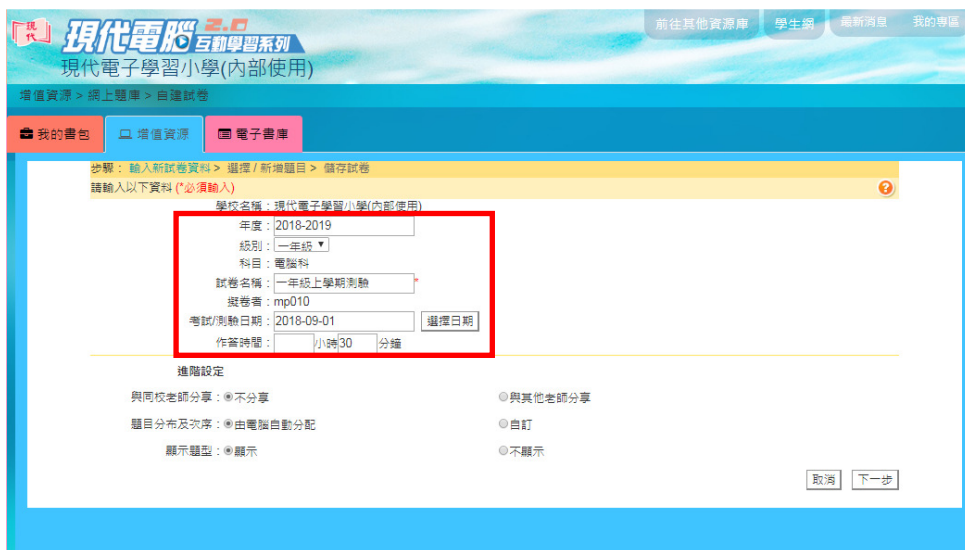 現代
現代電腦 2.0 互動學習系列
現代電子學習小學(內部使用)
前往其他資源庫 學生網 最新消息 我的專區
增值資源 > 網上題庫 > 自建試卷
我的書包 增值資源 電子書庫
步驟： 輸入新試卷資料 > 選擇 / 新增題目 > 儲存試卷
請輸入以下資料 (*必須輸入)
學校名稱：現代電子學習小學(內部使用)
年度：2018-2019
級別：一年級
科目：電腦科
試卷名稱：一年級上學期測驗 *
擬卷者：mp010
考試/測驗日期：2018-09-01 選擇日期
作答時間： 小時 30 分鐘
進階設定
與同校老師分享： 不分享 與其他老師分享
題目分布及次序： 由電腦自動分配 自訂
顯示題型： 顯示 不顯示
取消 下一步